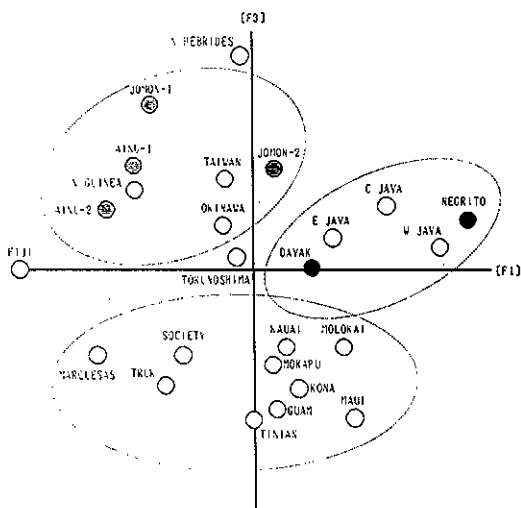 [F3]
N HEBRIDES
JOMON-1
AINU-1
TAIWAN
JOMON-2
N GUINEA
C JAVA
NEGRITO
AINU-2
OKINAWA
E JAVA
W JAVA
FIJI
DAYAK
[F1]
TOKUNOSHIMA
SOCIETY
KAUAI
MOLOKAI
MARQUESAS
TRUK
MOKAPU
KONA
MAUI
GUAM
TINIAN